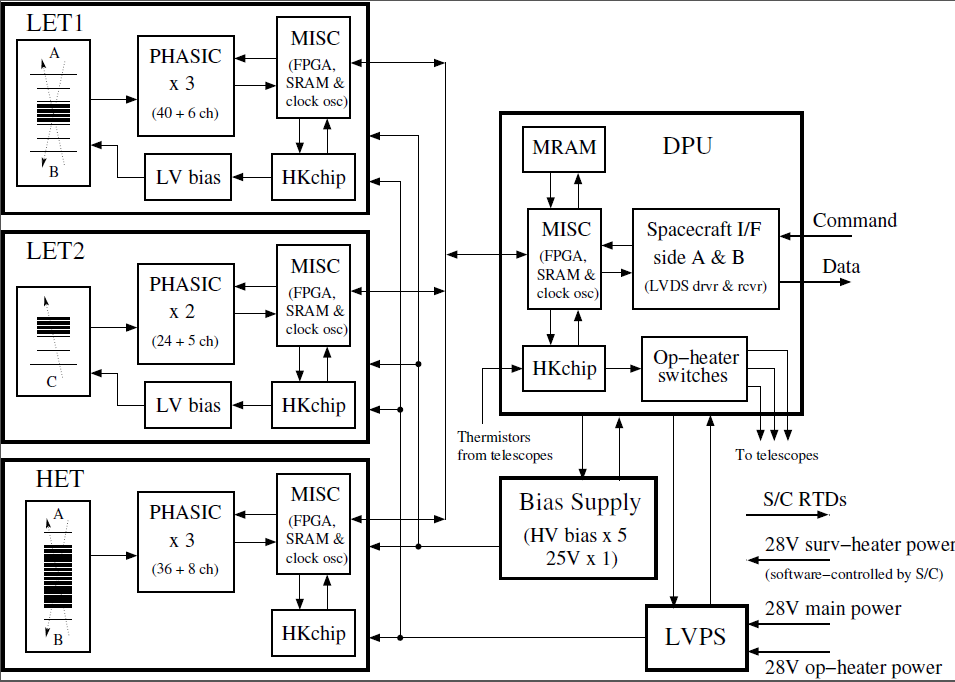 LET1
A
B
PHASIC
x 3
(40 + 6 ch)
MISC
(FPGA,
SRAM &
clock osc)
LV bias
HKchip
LET2
C
PHASIC
x 2
(24 + 5 ch)
MISC
(FPGA,
SRAM &
clock osc)
LV bias
HKchip
HET
A
B
PHASIC
x 3
(36 + 8 ch)
MISC
(FPGA,
SRAM &
clock osc)
HKchip
DPU
MRAM
MISC
(FPGA,
SRAM &
clock osc)
Spacecraft I/F
side A & B
(LVDS drvr & rcvr)
Command
Data
HKchip
Op−heater
switches
Thermistors
from telescopes
To telescopes
Bias Supply
(HV bias x 5
25V x 1)
LVPS
S/C RTDs
28V surv−heater power
(software−controlled by S/C)
28V main power
28V op−heater power